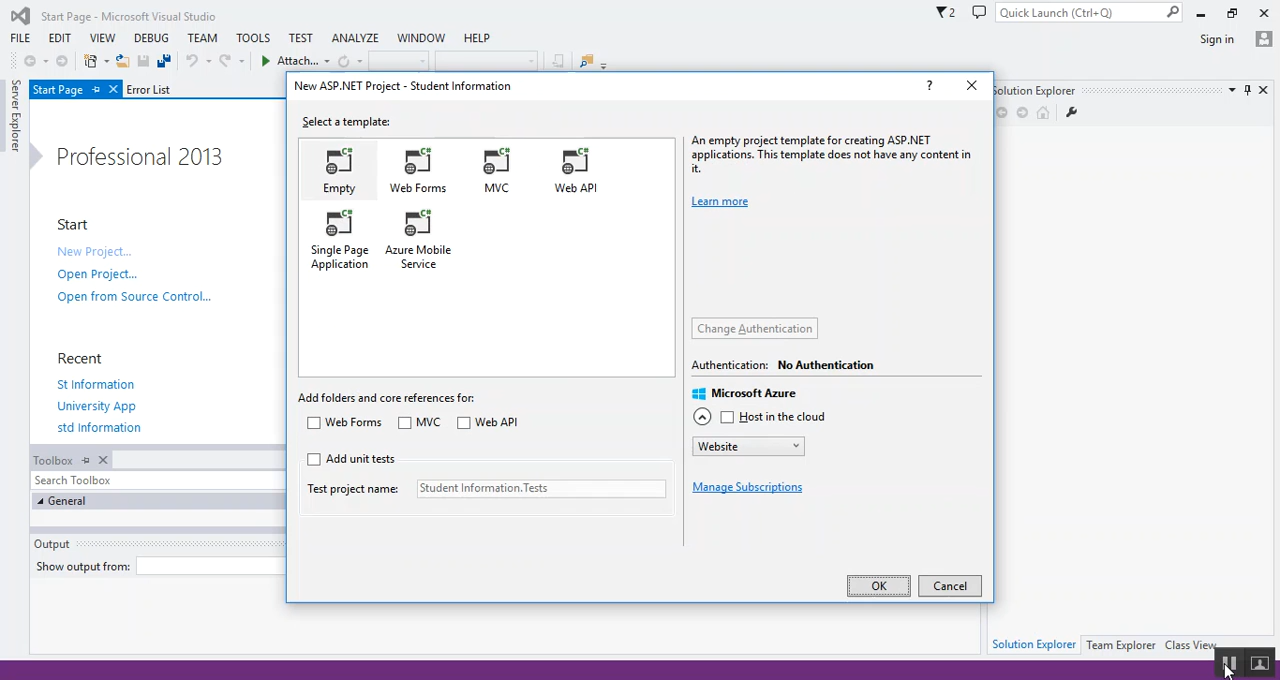 Start Page - Microsoft Visual Studio
2
Quick Launch (Ctrl+Q)
FILE EDIT VIEW DEBUG TEAM TOOLS TEST ANALYZE WINDOW HELP
Sign in
Attach...
Server Explorer
Start Page
Error List
Professional 2013
Start
New Project...
Open Project...
Open from Source Control...
Recent
St Information
University App
std Information
Toolbox
Search Toolbox
General
Output
Show output from:
New ASP.NET Project - Student Information
?
Select a template:
Empty
Web Forms
MVC
Web API
Single Page
Application
Azure Mobile
Service
Add folders and core references for:
Web Forms MVC Web API
Add unit tests
Test project name: Student Information.Tests
An empty project template for creating ASP.NET
applications. This template does not have any content in
it.
Learn more
Change Authentication
Authentication: No Authentication
Microsoft Azure
Host in the cloud
Website
Manage Subscriptions
OK Cancel
olution Explorer
Solution Explorer Team Explorer Class View